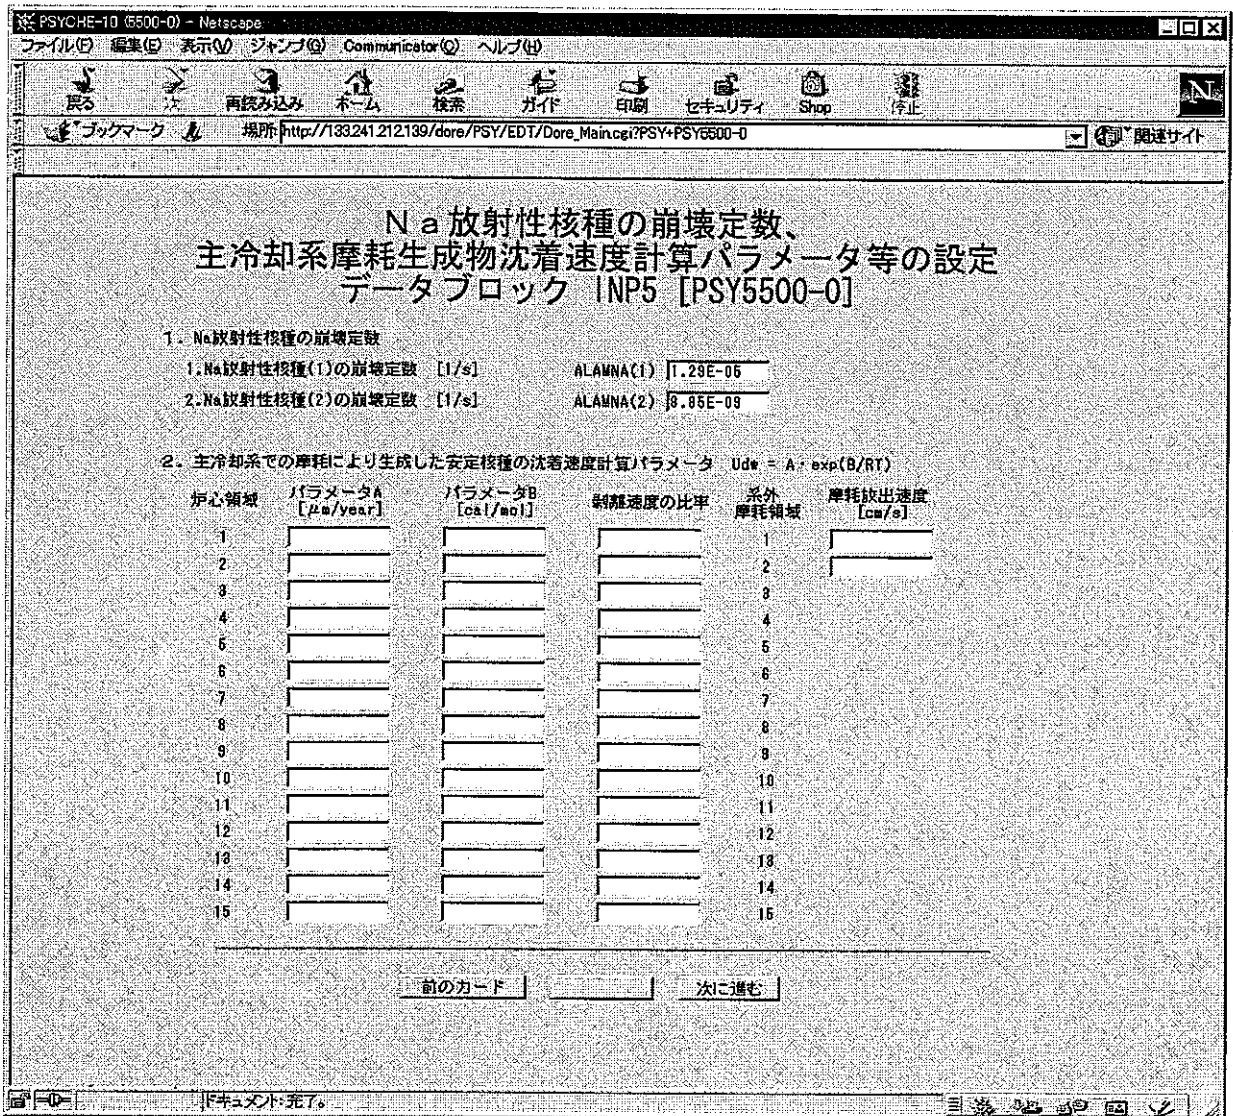 PSYCHE-10 (5500-0) - Netscape
ファイル(F) 編集(E) 表示(V) ジャンプ(G) Communicator(C) ヘルプ(H)
戻る 次 再読み込み ホーム 検索 ガイド 印刷 セキュリティ Shop 停止
N
ブックマーク 場所: http://133.241.212.139/dore/PSY/EDT/Dore_Main.cgi?PSY+PSY5500-0 関連サイト
Na放射性核種の崩壊定数、
主冷却系摩耗生成物沈着速度計算パラメータ等の設定
データブロック INP5 [PSY5500-0]
1. Na放射性核種の崩壊定数
1.Na放射性核種(1)の崩壊定数 [1/s] ALAMNA(1) 1.29E-05
2.Na放射性核種(2)の崩壊定数 [1/s] ALAMNA(2) 8.85E-09
2. 主冷却系での摩耗により生成した安定核種の沈着速度計算パラメータ Udw = A・exp(B/RT)
炉心領域 パラメータA パラメータB 剥離速度の比率 系外 摩耗放出速度
[μm/year] [cal/mol] 摩耗領域 [cm/s]
1 1
2 2
3 3
4 4
5 5
6 6
7 7
8 8
9 9
10 10
11 11
12 12
13 13
14 14
15 15
前のカード 次に進む
ドキュメント: 完了。